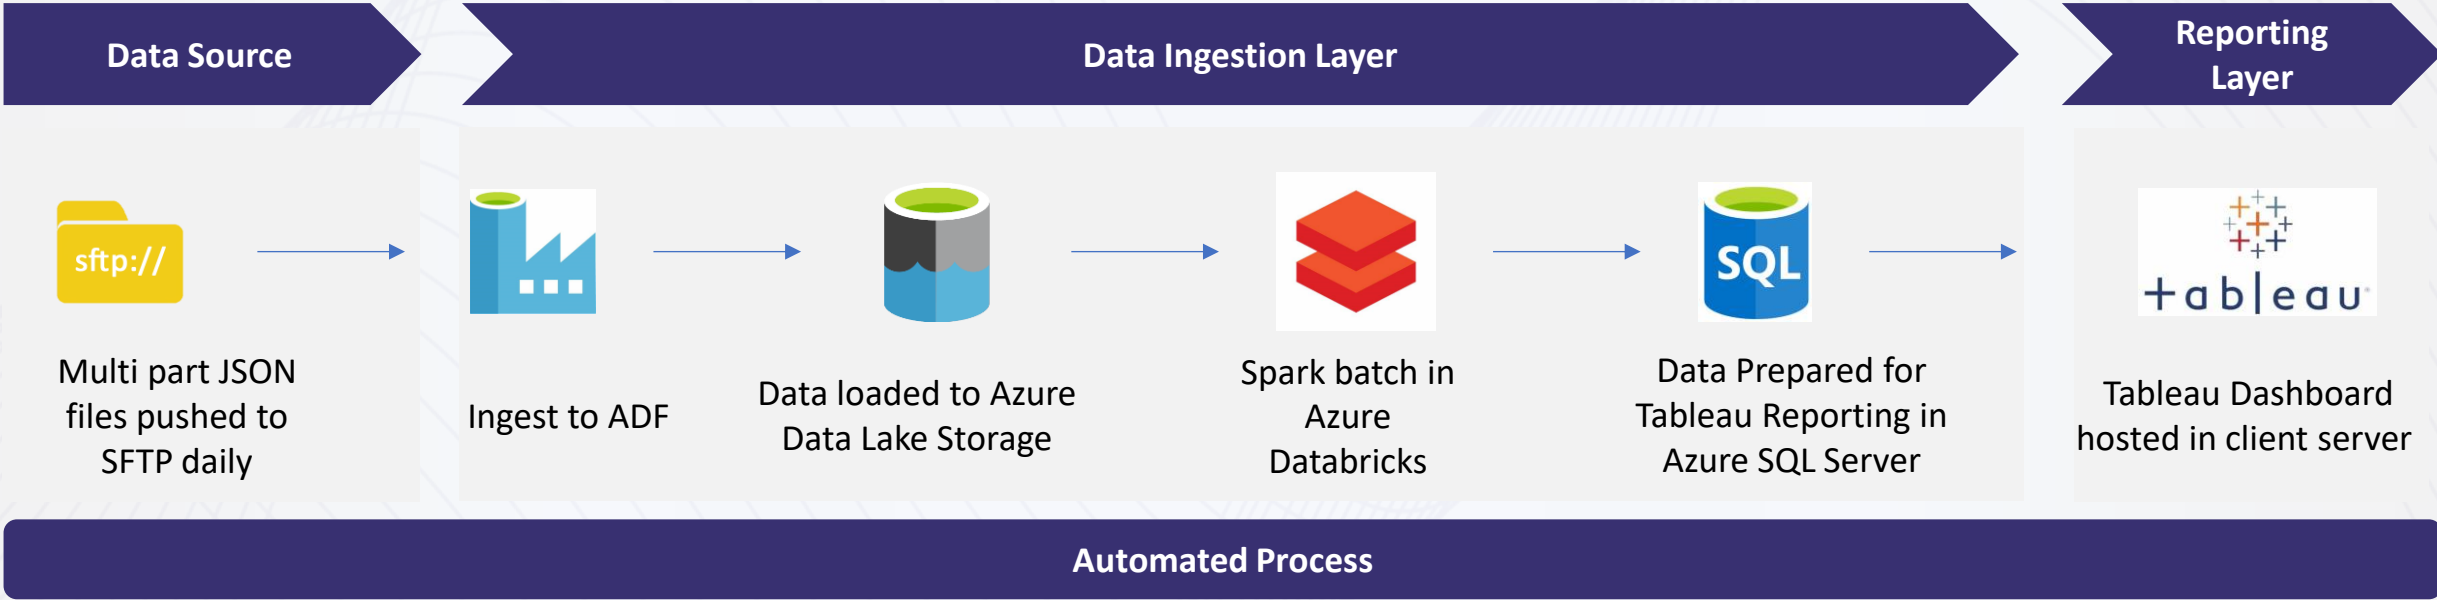 Data Source
Data Ingestion Layer
Reporting
Layer
sftp://
SQL
+ableau
Multi part JSON
files pushed to
SFTP daily
Ingest to ADF
Data loaded to Azure
Data Lake Storage
Spark batch in
Azure
Databricks
Data Prepared for
Tableau Reporting in
Azure SQL Server
Tableau Dashboard
hosted in client server
Automated Process